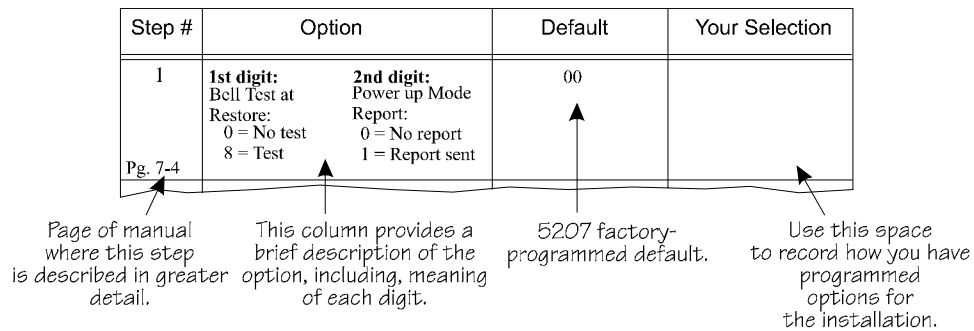 Step #
Option
Default
Your Selection
1
1st digit:
Bell Test at
Restore:
0 = No test
8 = Test
2nd digit:
Power up Mode
Report:
0 = No report
1 = Report sent
00
Pg. 7-4
Page of manual
where this step
is described in greater
detail.
This column provides a
brief description of the
option, including, meaning
of each digit.
5207 factory-
programmed default.
Use this space
to record how you have
programmed
options for
the installation.